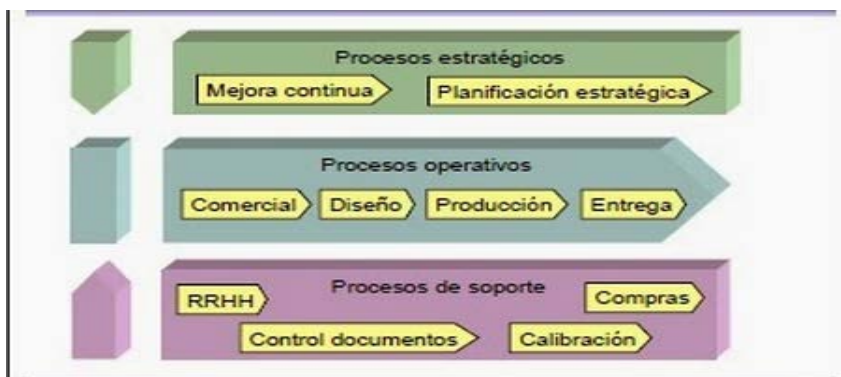 Procesos estratégicos
Mejora continua
Planificación estratégica
Procesos operativos
Comercial
Diseño
Producción
Entrega
Procesos de soporte
RRHH
Compras
Control documentos
Calibración